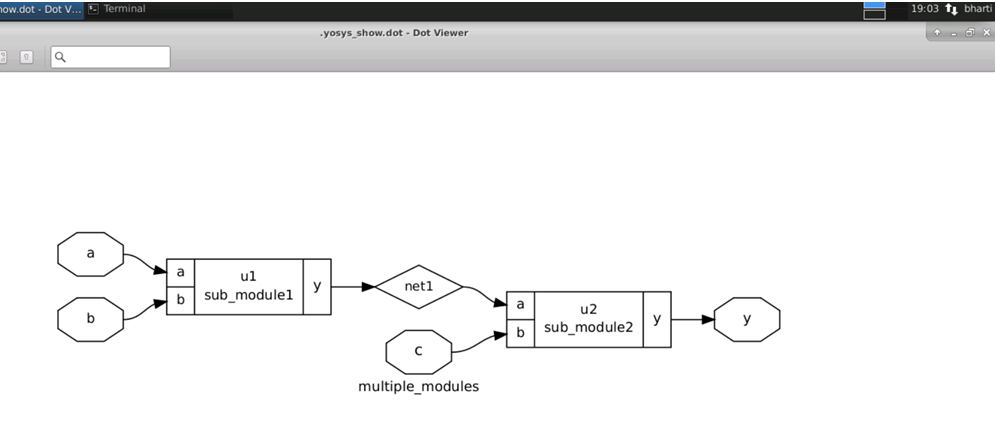 how.dot - Dot V... Terminal 19:03 bharti
.yosys_show.dot - Dot Viewer
a
a
u1
y
b
sub_module1
b
net1
a
u2
y
y
b
sub_module2
c
multiple_modules